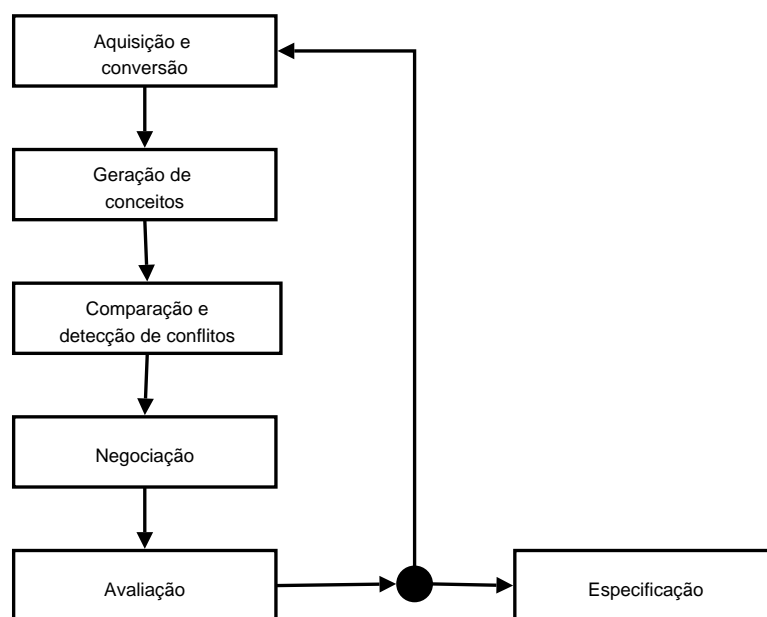 Aquisição e
conversão
Geração de
conceitos
Comparação e
detecção de conflitos
Negociação
Avaliação
Especificação